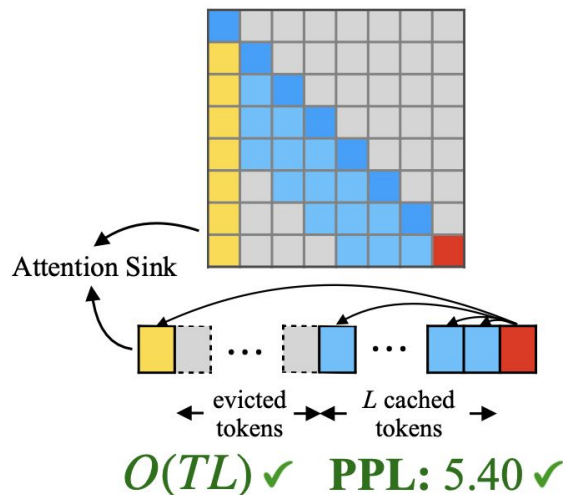 Attention Sink
...
...
evicted
tokens
L cached
tokens
O(TL) ✓ PPL: 5.40 ✓